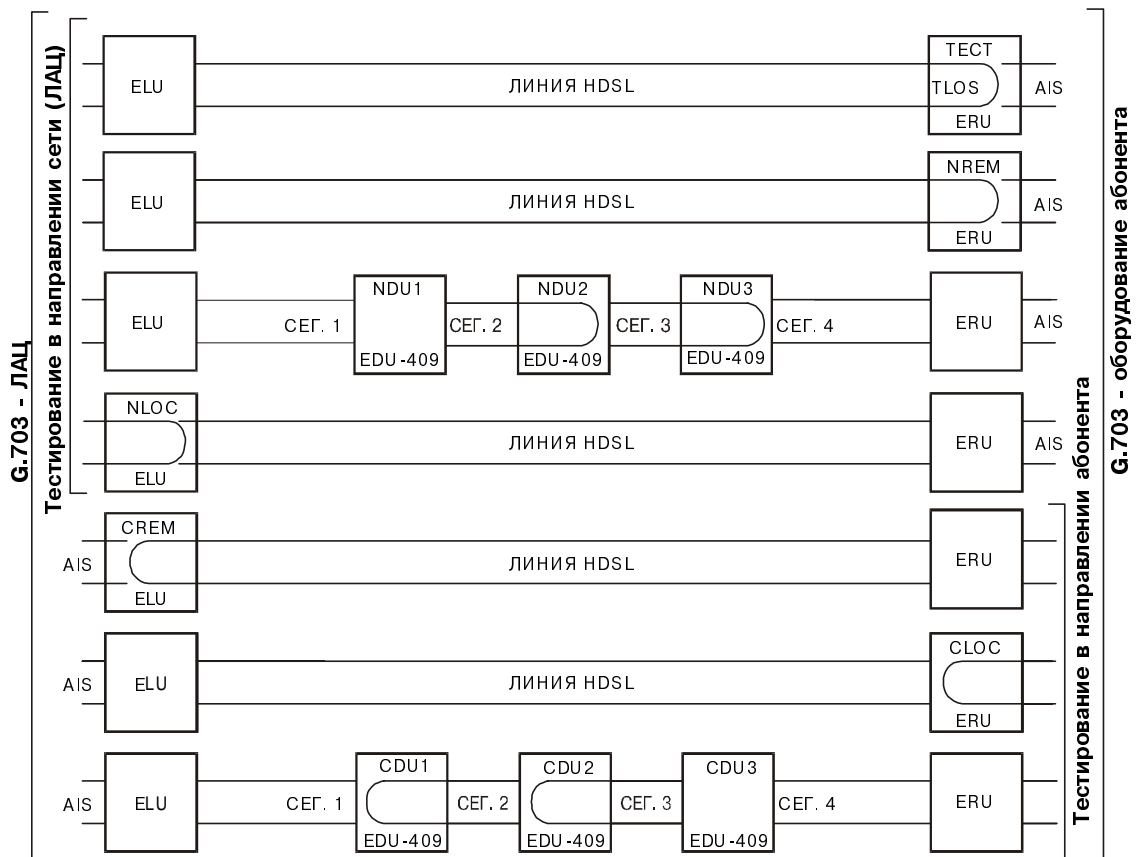 G.703 - ЛАЦ
Тестирование в направлении сети (ЛАЦ)
ELU
ЛИНИЯ HDSL
ТЕСТ
TLOS
ERU
AIS
ELU
ЛИНИЯ HDSL
NREM
ERU
AIS
ELU
СЕГ. 1
NDU1
EDU-409
СЕГ. 2
NDU2
EDU-409
СЕГ. 3
NDU3
EDU-409
СЕГ. 4
ERU
AIS
NLOC
ELU
ЛИНИЯ HDSL
ERU
AIS
AIS
CREM
ELU
ЛИНИЯ HDSL
ERU
AIS
ELU
ЛИНИЯ HDSL
CLOC
ERU
AIS
ELU
СЕГ. 1
CDU1
EDU-409
СЕГ. 2
CDU2
EDU-409
СЕГ. 3
CDU3
EDU-409
СЕГ. 4
ERU
Тестирование в направлении абонента
G.703 - оборудование абонента